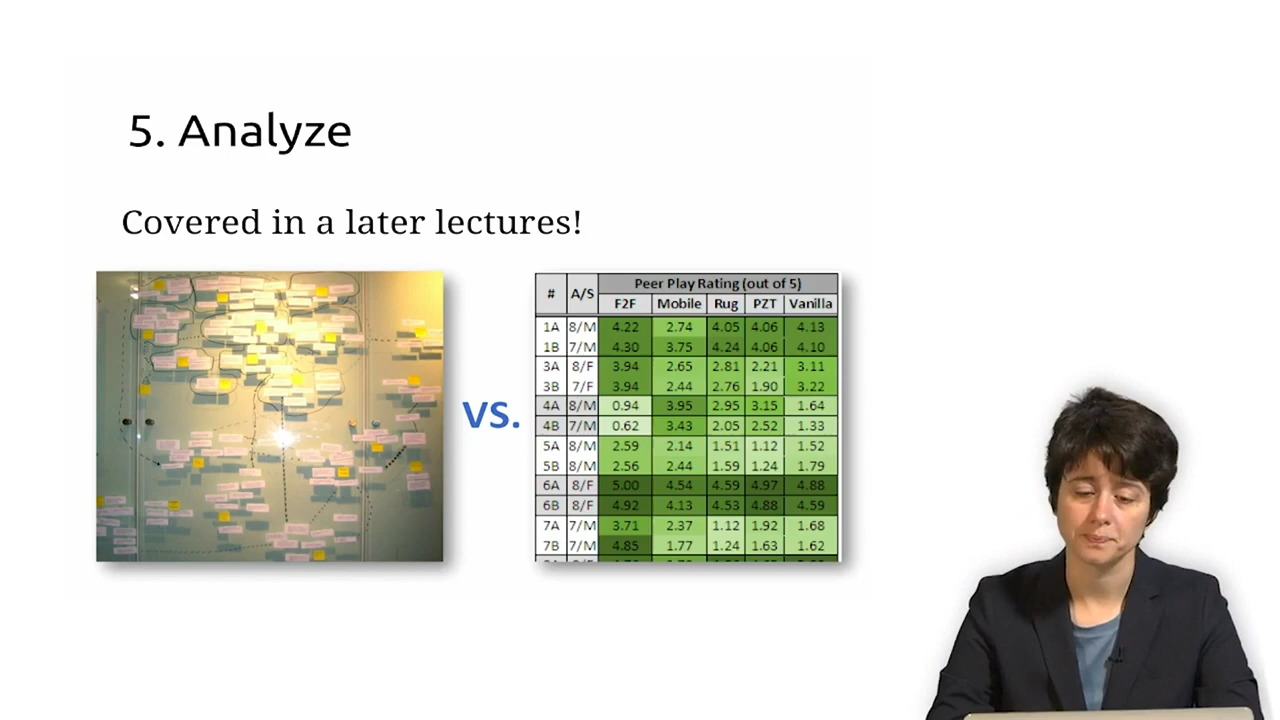 5. Analyze
Covered in a later lectures!
VS.
# A/S Peer Play Rating (out of 5)
F2F Mobile Rug PZT Vanilla
1A 8/M 4.22 2.74 4.05 4.06 4.13
1B 7/M 4.30 3.75 4.24 4.06 4.10
3A 8/F 3.94 2.65 2.81 2.21 3.11
3B 7/F 3.94 2.44 2.76 1.90 3.22
4A 8/M 0.94 3.95 2.95 3.15 1.64
4B 7/M 0.62 3.43 2.05 2.52 1.33
5A 8/M 2.59 2.14 1.51 1.12 1.52
5B 8/M 2.56 2.44 1.59 1.24 1.79
6A 8/F 5.00 4.54 4.59 4.97 4.88
6B 8/F 4.92 4.13 4.53 4.88 4.59
7A 7/M 3.71 2.37 1.12 1.92 1.68
7B 7/M 4.85 1.77 1.24 1.63 1.62